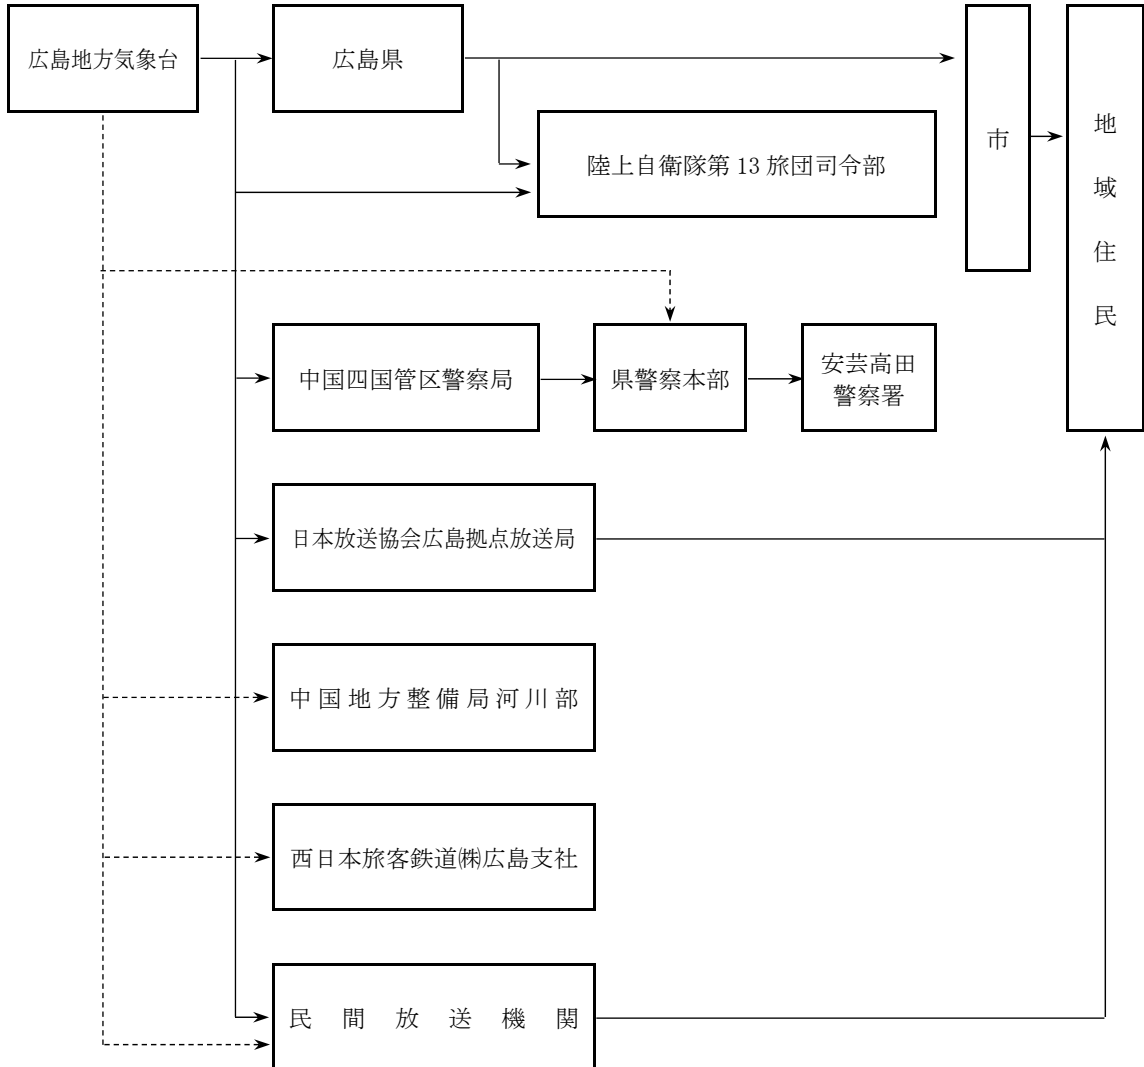 広島地方気象台
広島県
市
地域住民
陸上自衛隊第 13 旅団司令部
中国四国管区警察局
県警察本部
安芸高田
警察署
日本放送協会広島拠点放送局
中国地方整備局河川部
西日本旅客鉄道㈱広島支社
民間放送機関